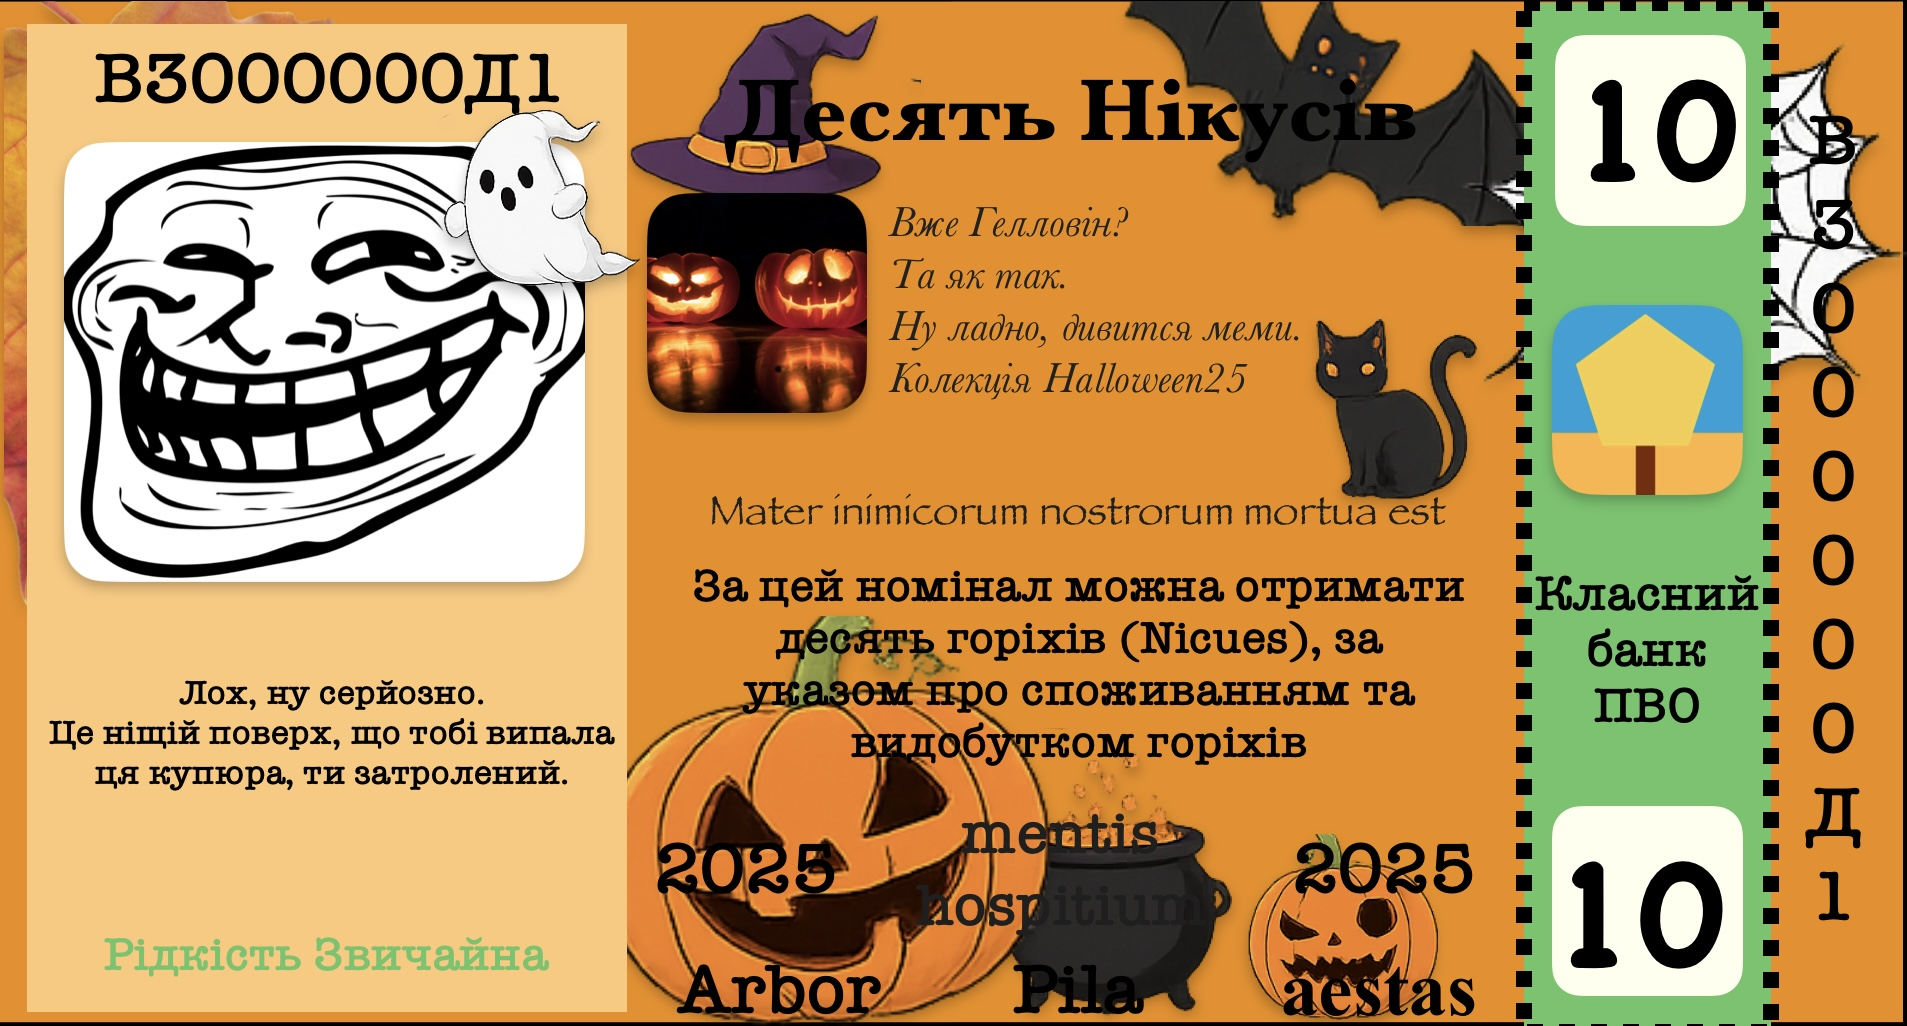 В3000000Д1
Лох, ну серйозно.
Це ніщій поверх, що тобі випала
ця купюра, ти затролений.
Рідкість Звичайна
Десять Нікусів
Вже Гелловін?
Та як так.
Ну ладно, дивится меми.
Колекція Halloween25
Mater inimicorum nostrorum mortua est
За цей номінал можна отримати
десять горіхів (Nicues), за
указом про споживанням та
видобутком горіхів
mentis
hospitium
2025
2025
Arbor Pila aestas
10
Класний
банк
ПВО
10
В3000000Д1